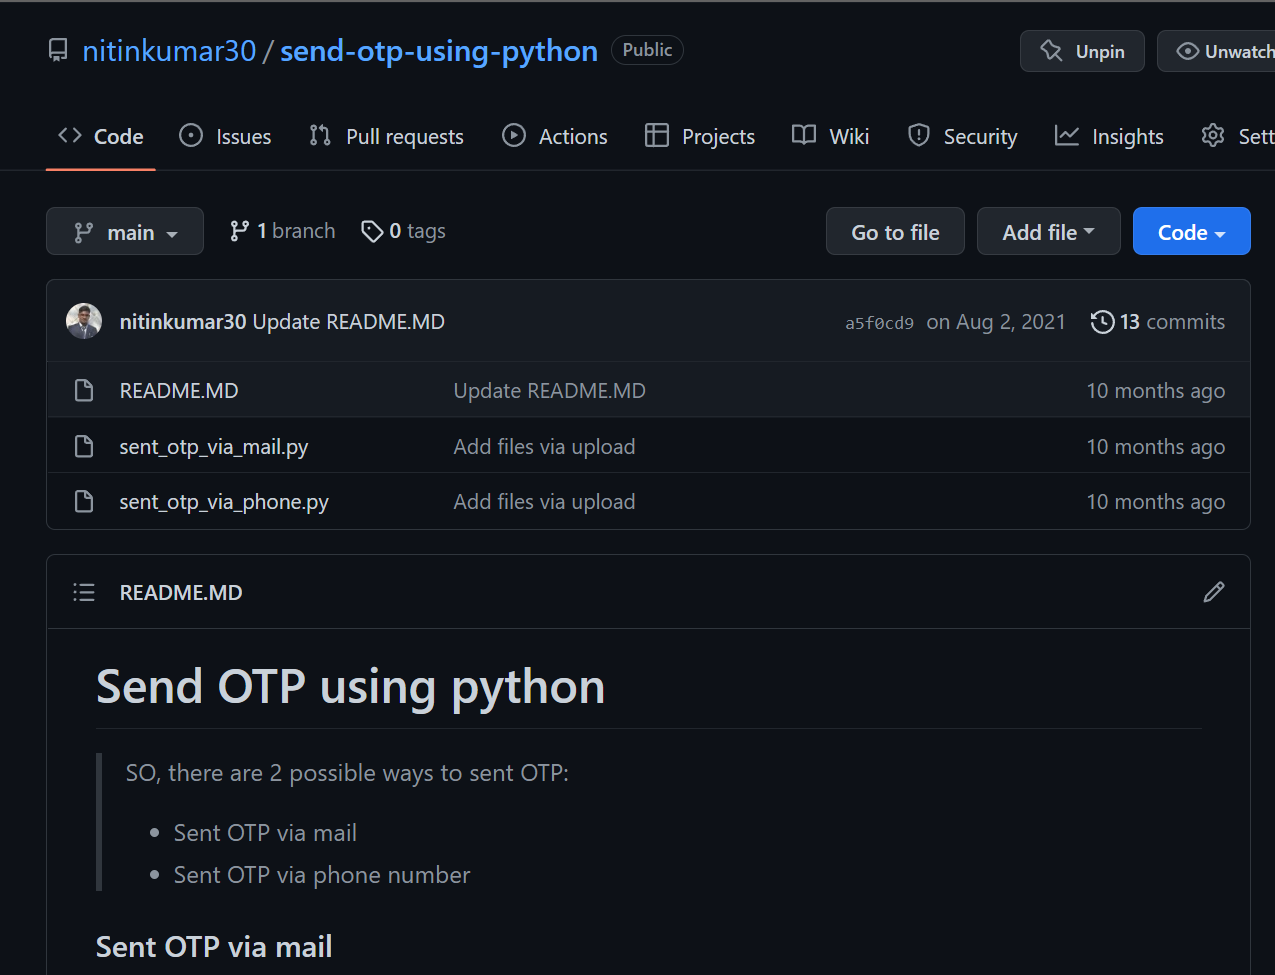 nitinkumar30 / send-otp-using-python Public Unpin Unwatch
Code Issues Pull requests Actions Projects Wiki Security Insights Sett
main 1 branch 0 tags Go to file Add file Code
nitinkumar30 Update README.MD a5f0cd9 on Aug 2, 2021 13 commits
README.MD Update README.MD 10 months ago
sent_otp_via_mail.py Add files via upload 10 months ago
sent_otp_via_phone.py Add files via upload 10 months ago
README.MD
Send OTP using python
SO, there are 2 possible ways to sent OTP:
Sent OTP via mail
Sent OTP via phone number
Sent OTP via mail